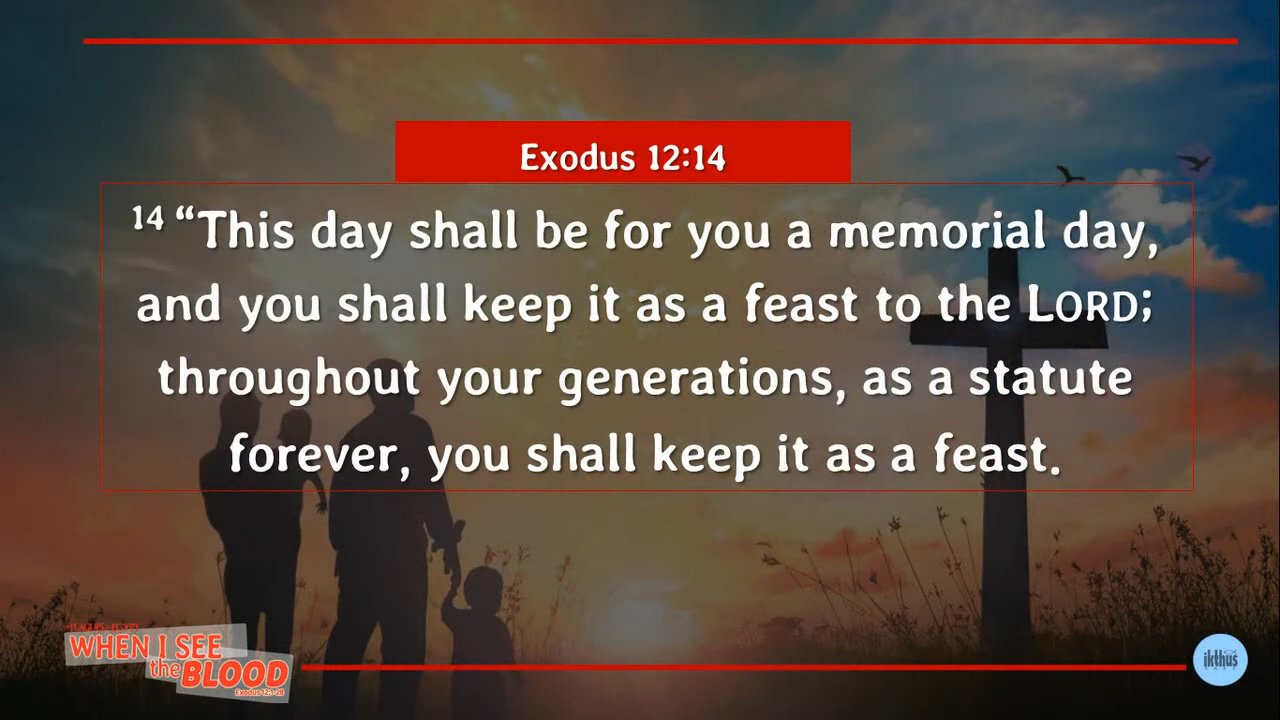 Exodus 12:14
14 “This day shall be for you a memorial day,
and you shall keep it as a feast to the LORD;
throughout your generations, as a statute
forever, you shall keep it as a feast.
WHEN I SEE
the BLOOD
Exodus 12:1-28
ikthus